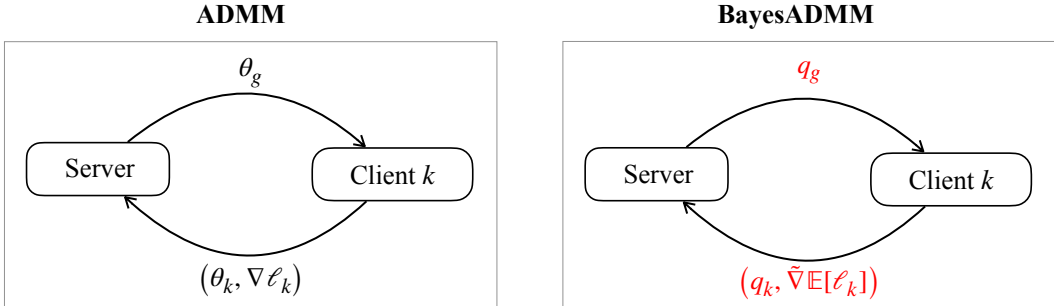 ADMM
θ_g
Server
Client k
(θ_k, ∇ℓ_k)
BayesADMM
q_g
Server
Client k
(q_k, ∇̃𝔼[ℓ_k])